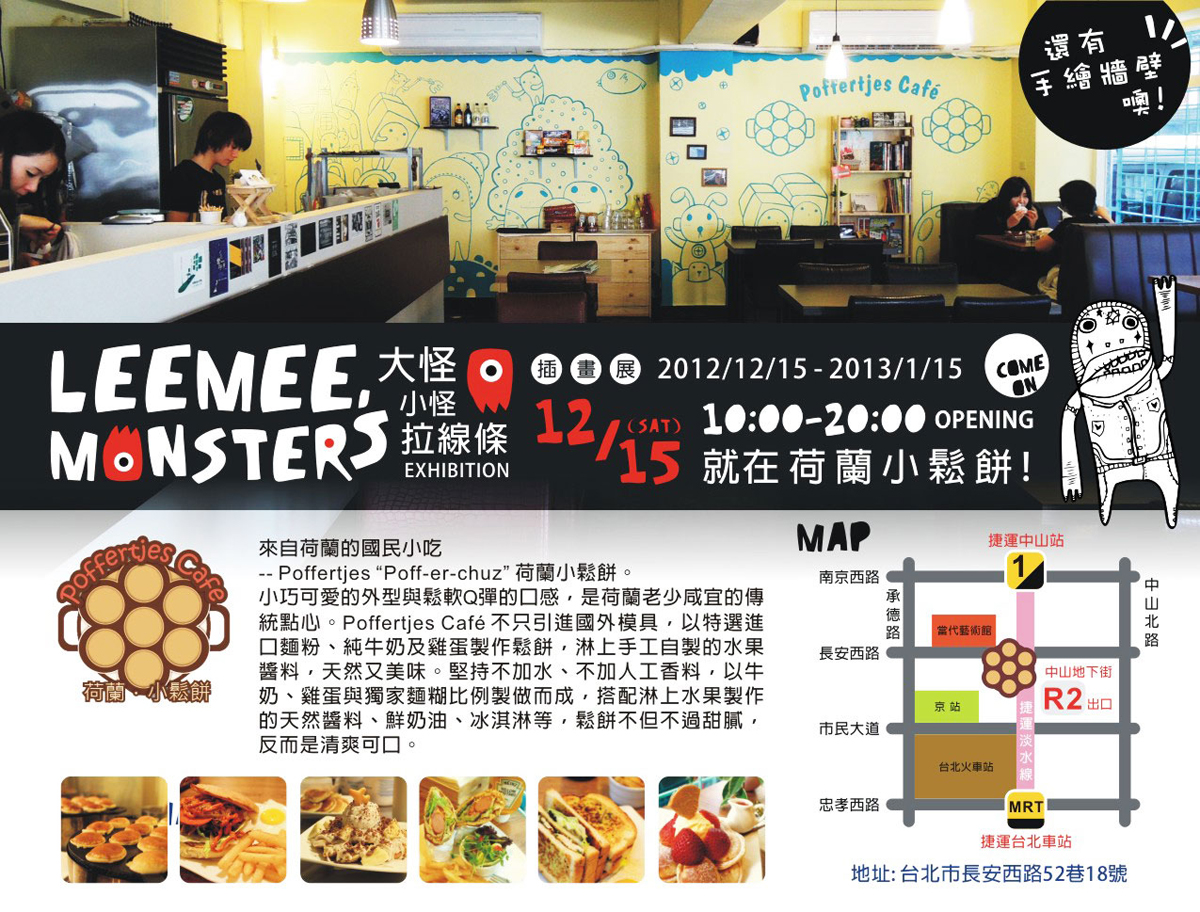 還有
手繪牆壁
噢!
Poffertjes Café
LEEMEE,
MONSTERS
大怪
小怪
拉線條
EXHIBITION
插畫展 2012/12/15 - 2013/1/15
12/15 (SAT) 10:00-20:00 OPENING
就在荷蘭小鬆餅!
COME
ON
Poffertjes Cafe
荷蘭・小鬆餅
來自荷蘭的國民小吃
-- Poffertjes “Poff-er-chuz” 荷蘭小鬆餅。
小巧可愛的外型與鬆軟Q彈的口感，是荷蘭老少咸宜的傳
統點心。Poffertjes Café 不只引進國外模具，以特選進
口麵粉、純牛奶及雞蛋製作鬆餅，淋上手工自製的水果
醬料，天然又美味。堅持不加水、不加人工香料，以牛
奶、雞蛋與獨家麵糊比例製做而成，搭配淋上水果製作
的天然醬料、鮮奶油、冰淇淋等，鬆餅不但不過甜膩，
反而是清爽可口。
MAP
捷運中山站
1
南京西路
承德路
中山北路
當代藝術館
長安西路
中山地下街
R2 出口
京站
捷運淡水線
市民大道
台北火車站
忠孝西路
MRT
捷運台北車站
地址: 台北市長安西路52巷18號